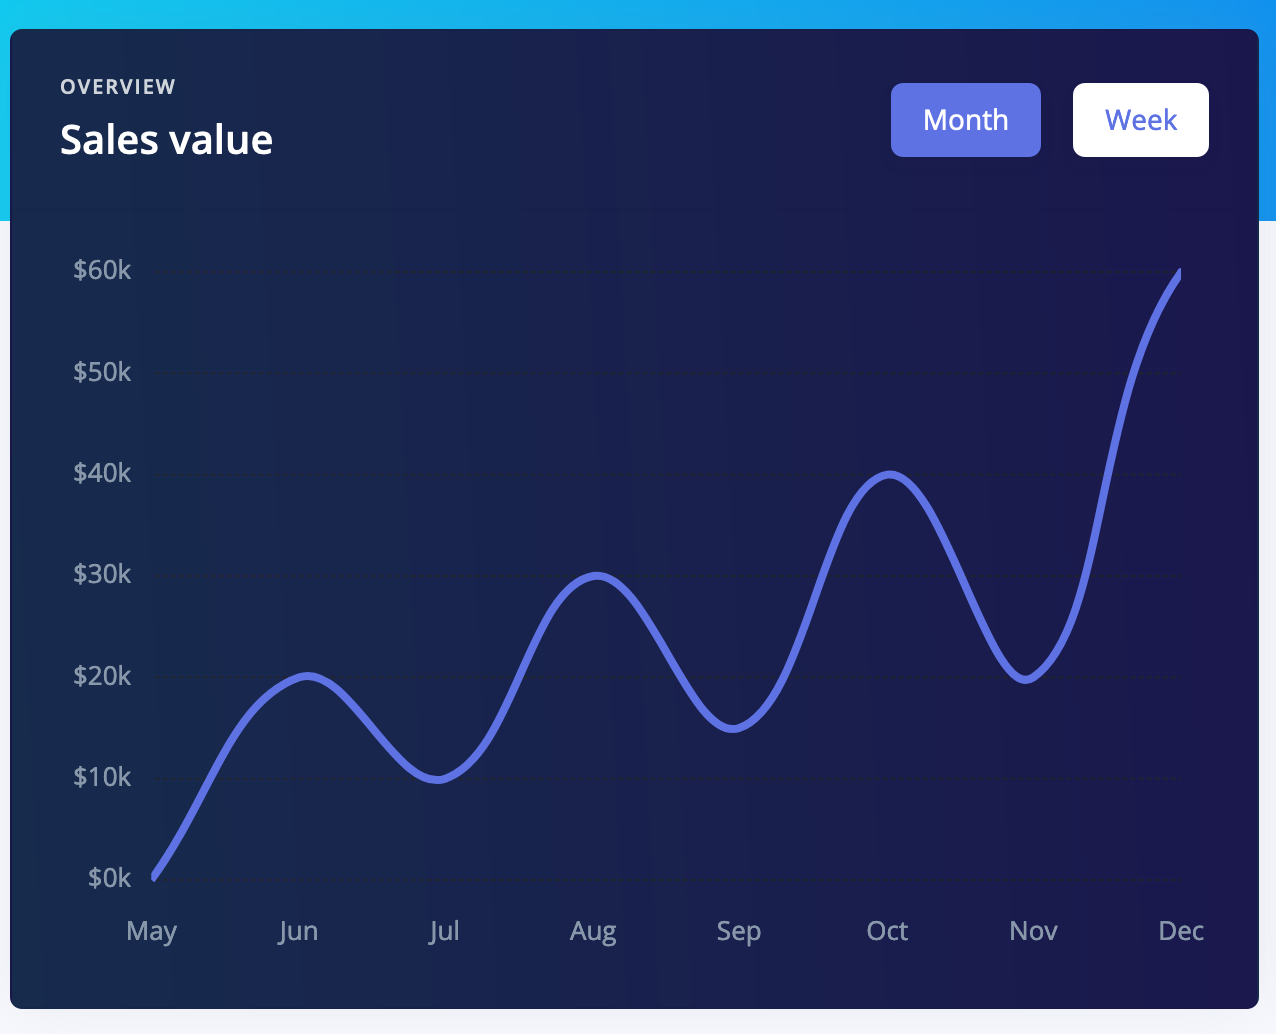 OVERVIEW
Sales value
Month Week
$60k
$50k
$40k
$30k
$20k
$10k
$0k
May Jun Jul Aug Sep Oct Nov Dec